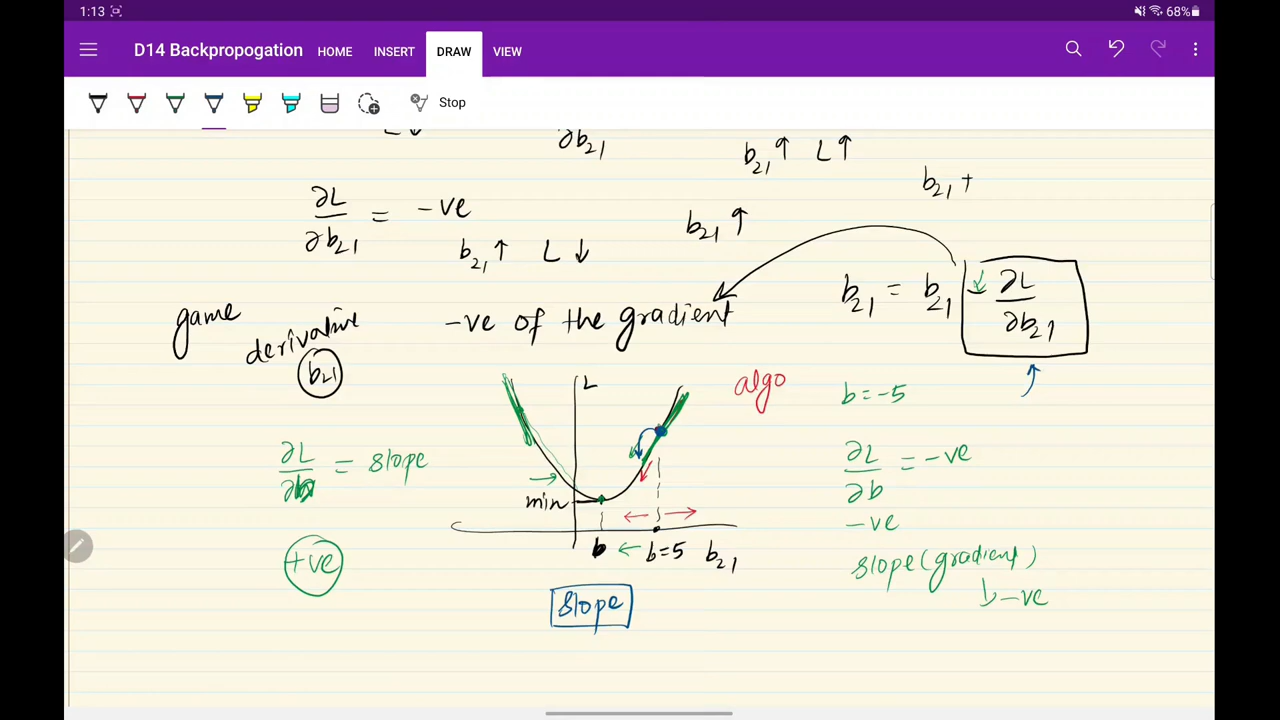 1:13
68%
D14 Backpropogation HOME INSERT DRAW VIEW
Stop
L↓
∂b21
b21↑ L↑
b21 +
∂L/∂b21 = -ve
b21↑ L↓
b21↑
b21 = b21 - ∂L/∂b21
game
derivative
b21
-ve of the gradient
L
algo
b=-5
∂L/∂b = slope
∂L/∂b = -ve
-ve
min
b ← b=5 b21
+ve
slope(gradient)
↳ -ve
slope